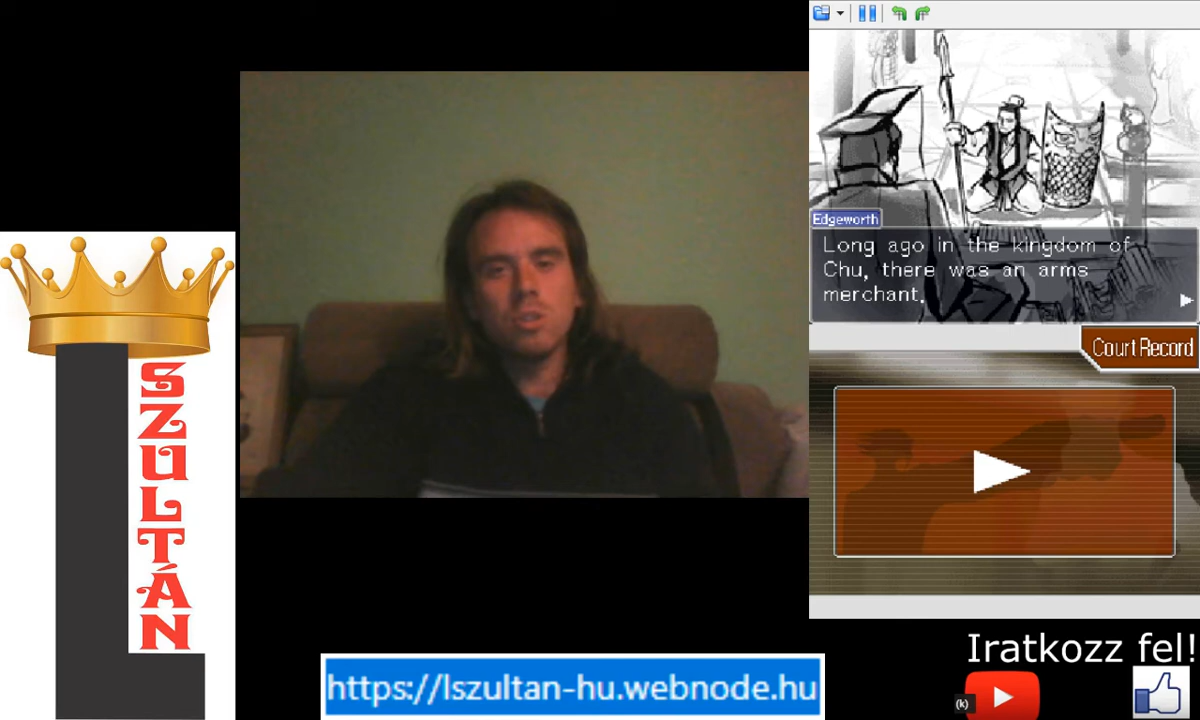 L
SZULTÁN
Edgeworth
Long ago in the kingdom of
Chu, there was an arms
merchant.
Court Record
https://lszultan-hu.webnode.hu
Iratkozz fel!
(k)